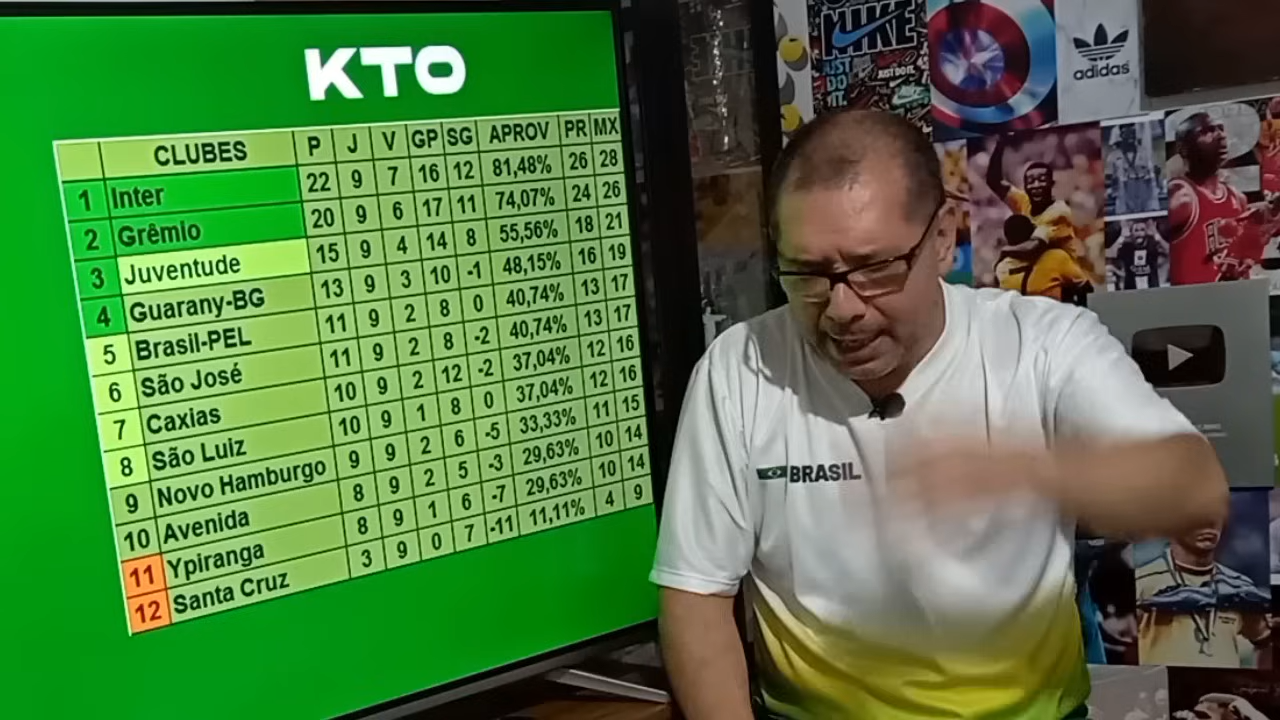 KTO
CLUBES P J V GP SG APROV PR MX
1 Inter 22 9 7 16 12 81,48% 26 28
2 Grêmio 20 9 6 17 11 74,07% 24 26
3 Juventude 15 9 4 14 8 55,56% 18 21
4 Guarany-BG 13 9 3 10 -1 48,15% 16 19
5 Brasil-PEL 11 9 2 8 0 40,74% 13 17
6 São José 11 9 2 8 -2 40,74% 13 17
7 Caxias 10 9 2 12 -2 37,04% 12 16
8 São Luiz 10 9 1 8 0 37,04% 12 16
9 Novo Hamburgo 9 9 2 6 -5 33,33% 11 15
10 Avenida 8 9 2 5 -3 29,63% 10 14
11 Ypiranga 8 9 1 6 -7 29,63% 10 14
12 Santa Cruz 3 9 0 7 -11 11,11% 4 9
NIKE
JUST
DO
IT.
JUST DO IT.
adidas
BRASIL